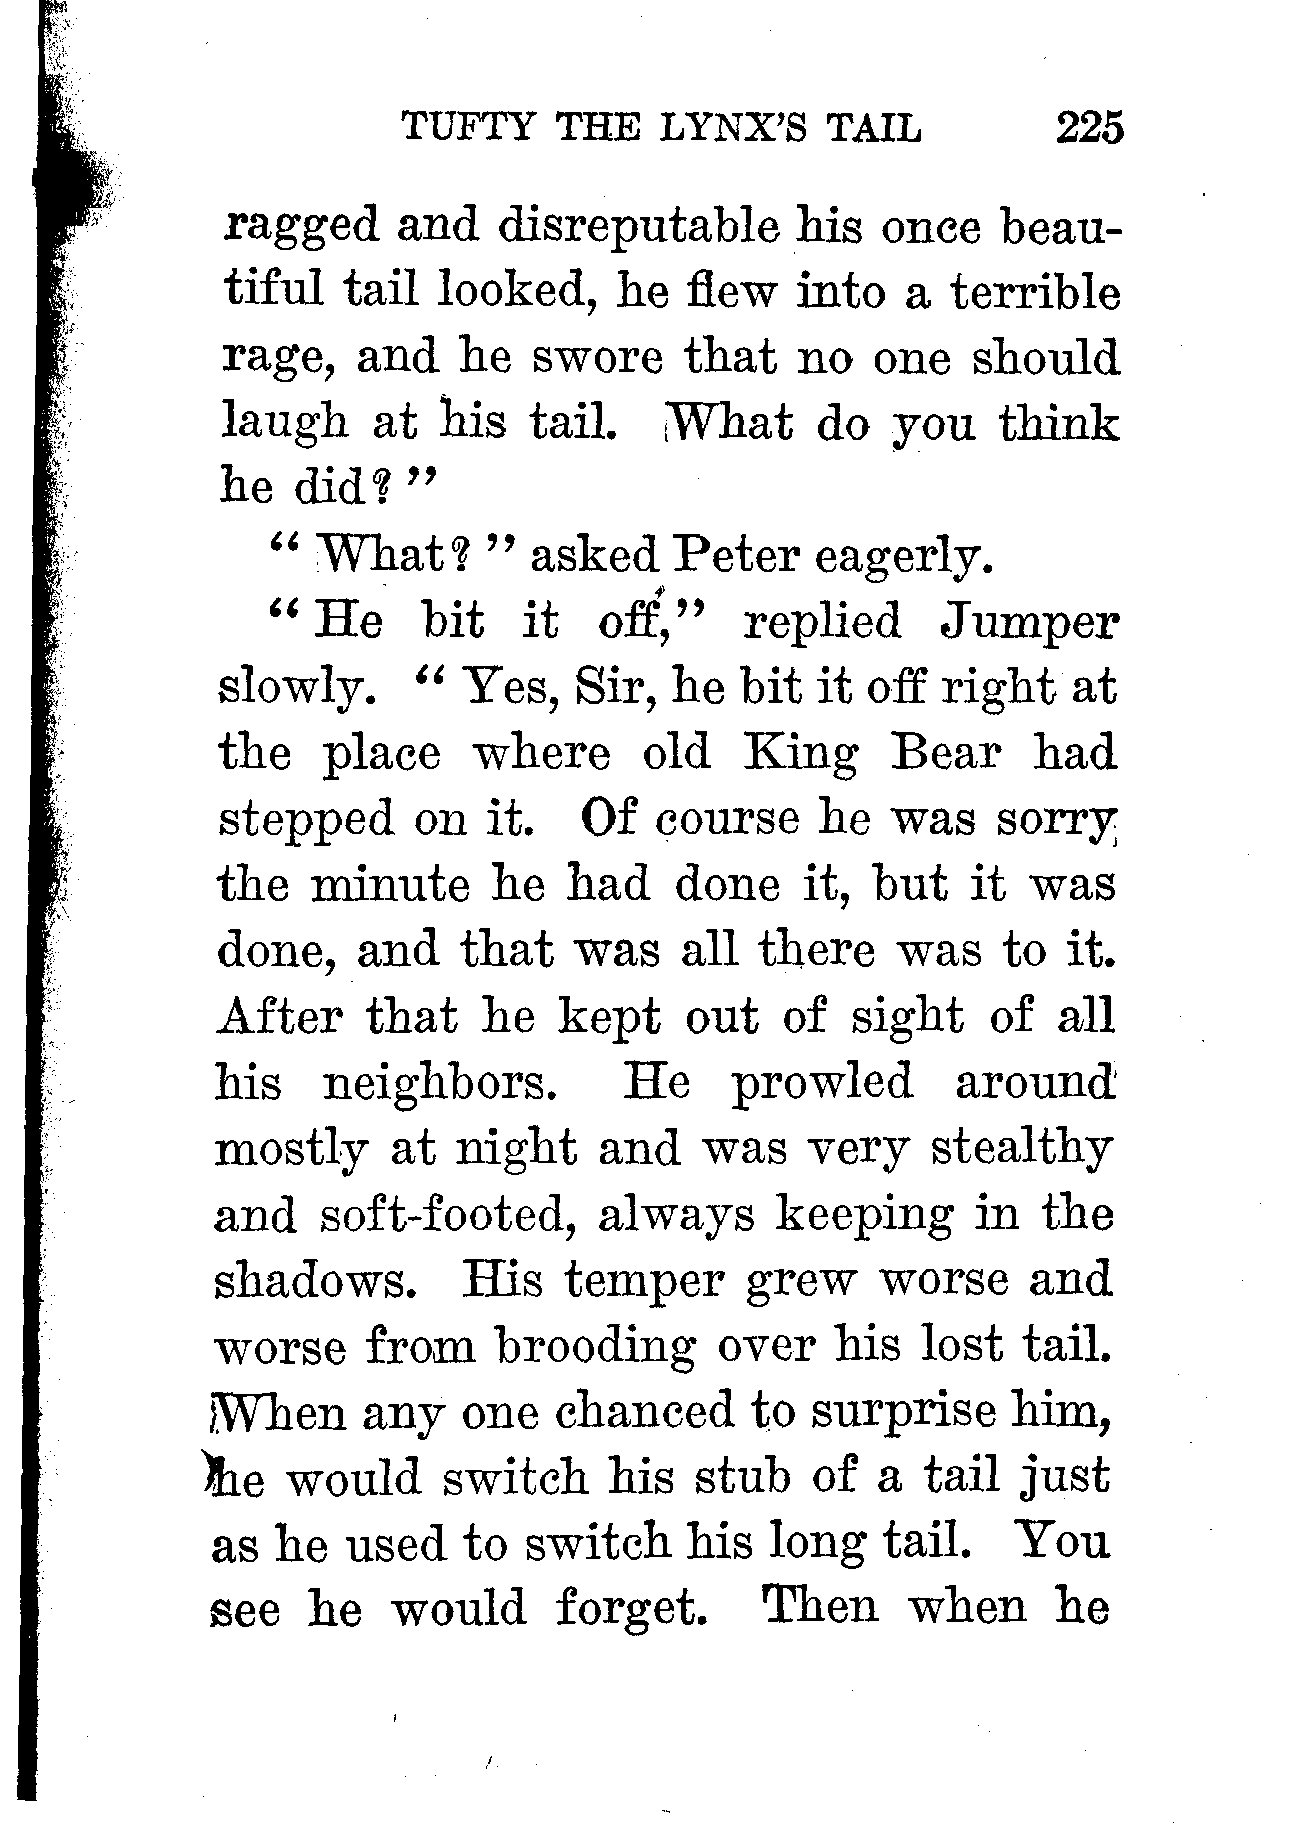 TUFTY THE LYNX'S TAIL 225
ragged and disreputable his once beau-
tiful tail looked, he flew into a terrible
rage, and he swore that no one should
laugh at his tail. What do you think
he did?"
"What?" asked Peter eagerly.
"He bit it off," replied Jumper
slowly. "Yes, Sir, he bit it off right at
the place where old King Bear had
stepped on it. Of course he was sorry
the minute he had done it, but it was
done, and that was all there was to it.
After that he kept out of sight of all
his neighbors. He prowled around
mostly at night and was very stealthy
and soft-footed, always keeping in the
shadows. His temper grew worse and
worse from brooding over his lost tail.
When any one chanced to surprise him,
he would switch his stub of a tail just
as he used to switch his long tail. You
see he would forget. Then when he